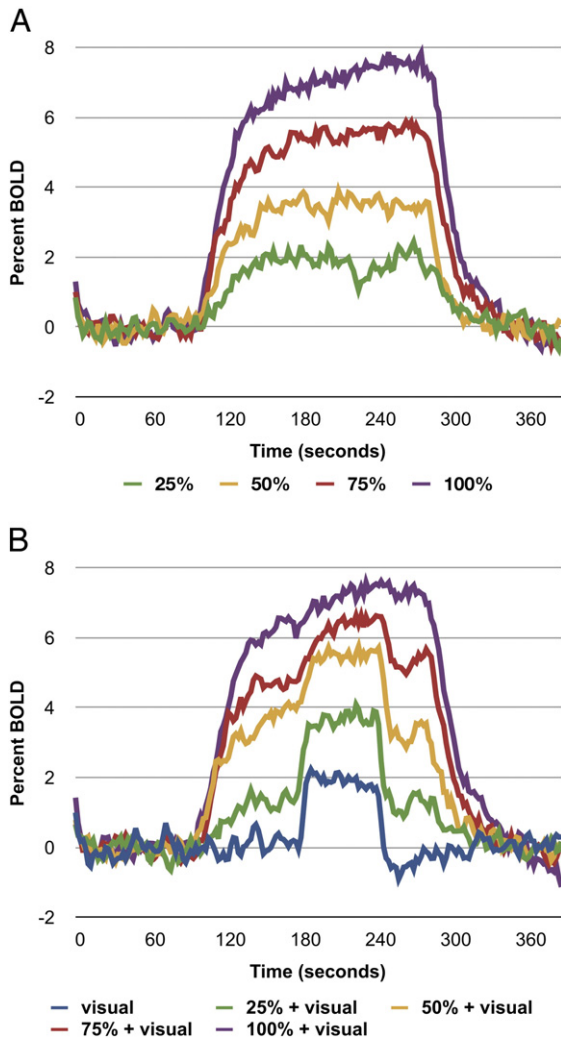 A
8
6
4
2
0
-2
Percent BOLD
0 60 120 180 240 300 360
Time (seconds)
25% 50% 75% 100%
B
8
6
4
2
0
-2
Percent BOLD
0 60 120 180 240 300 360
Time (seconds)
visual 25% + visual 50% + visual
75% + visual 100% + visual